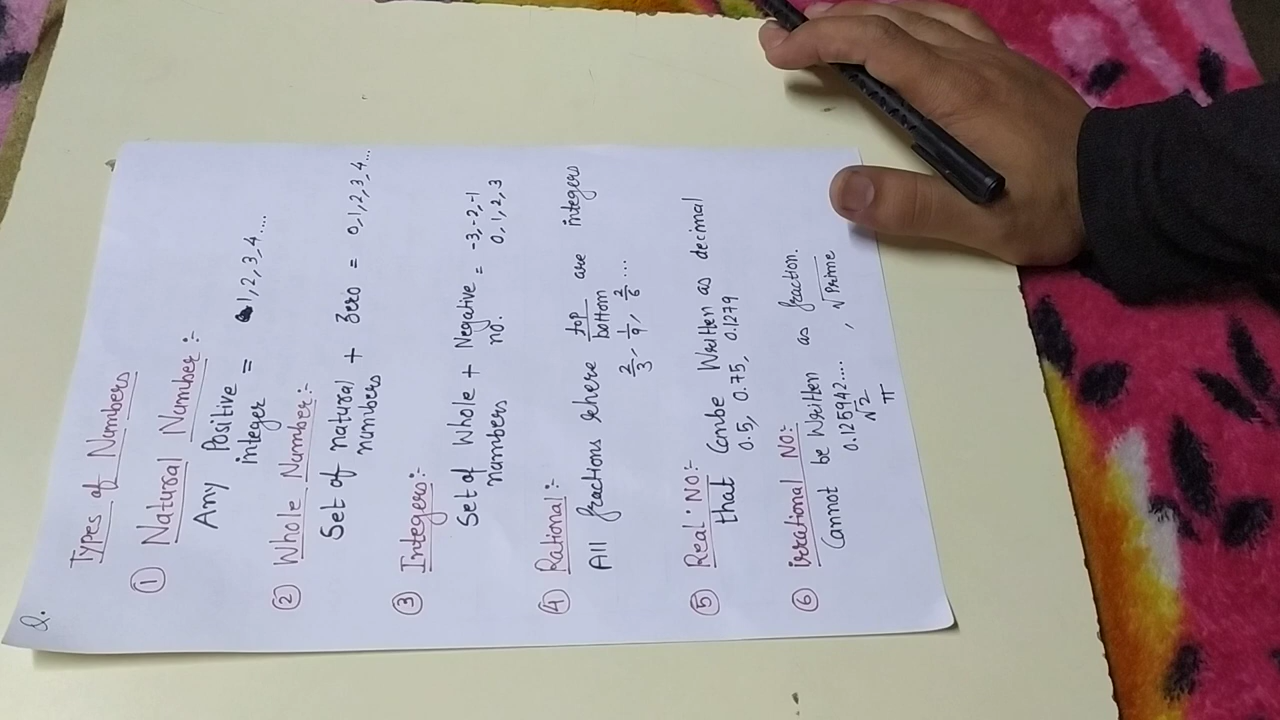 Q.
Types of Numbers
① Natural Number:-
Any Positive integer = 1, 2, 3, 4.....
② Whole Number:-
Set of natural numbers + Zero = 0, 1, 2, 3, 4...
③ Integers:-
Set of Whole numbers + Negative no. = -3, -2, -1
0, 1, 2, 3
④ Rational:-
All fractions where top/bottom are integers
2/3, 1/9, 2/6, ...
⑤ Real NO:-
that Canbe Written as decimal
0.5, 0.75, 0.1279
⑥ irrational NO:-
Cannot be Written as fraction.
0.125942...., √Prime
√2
π